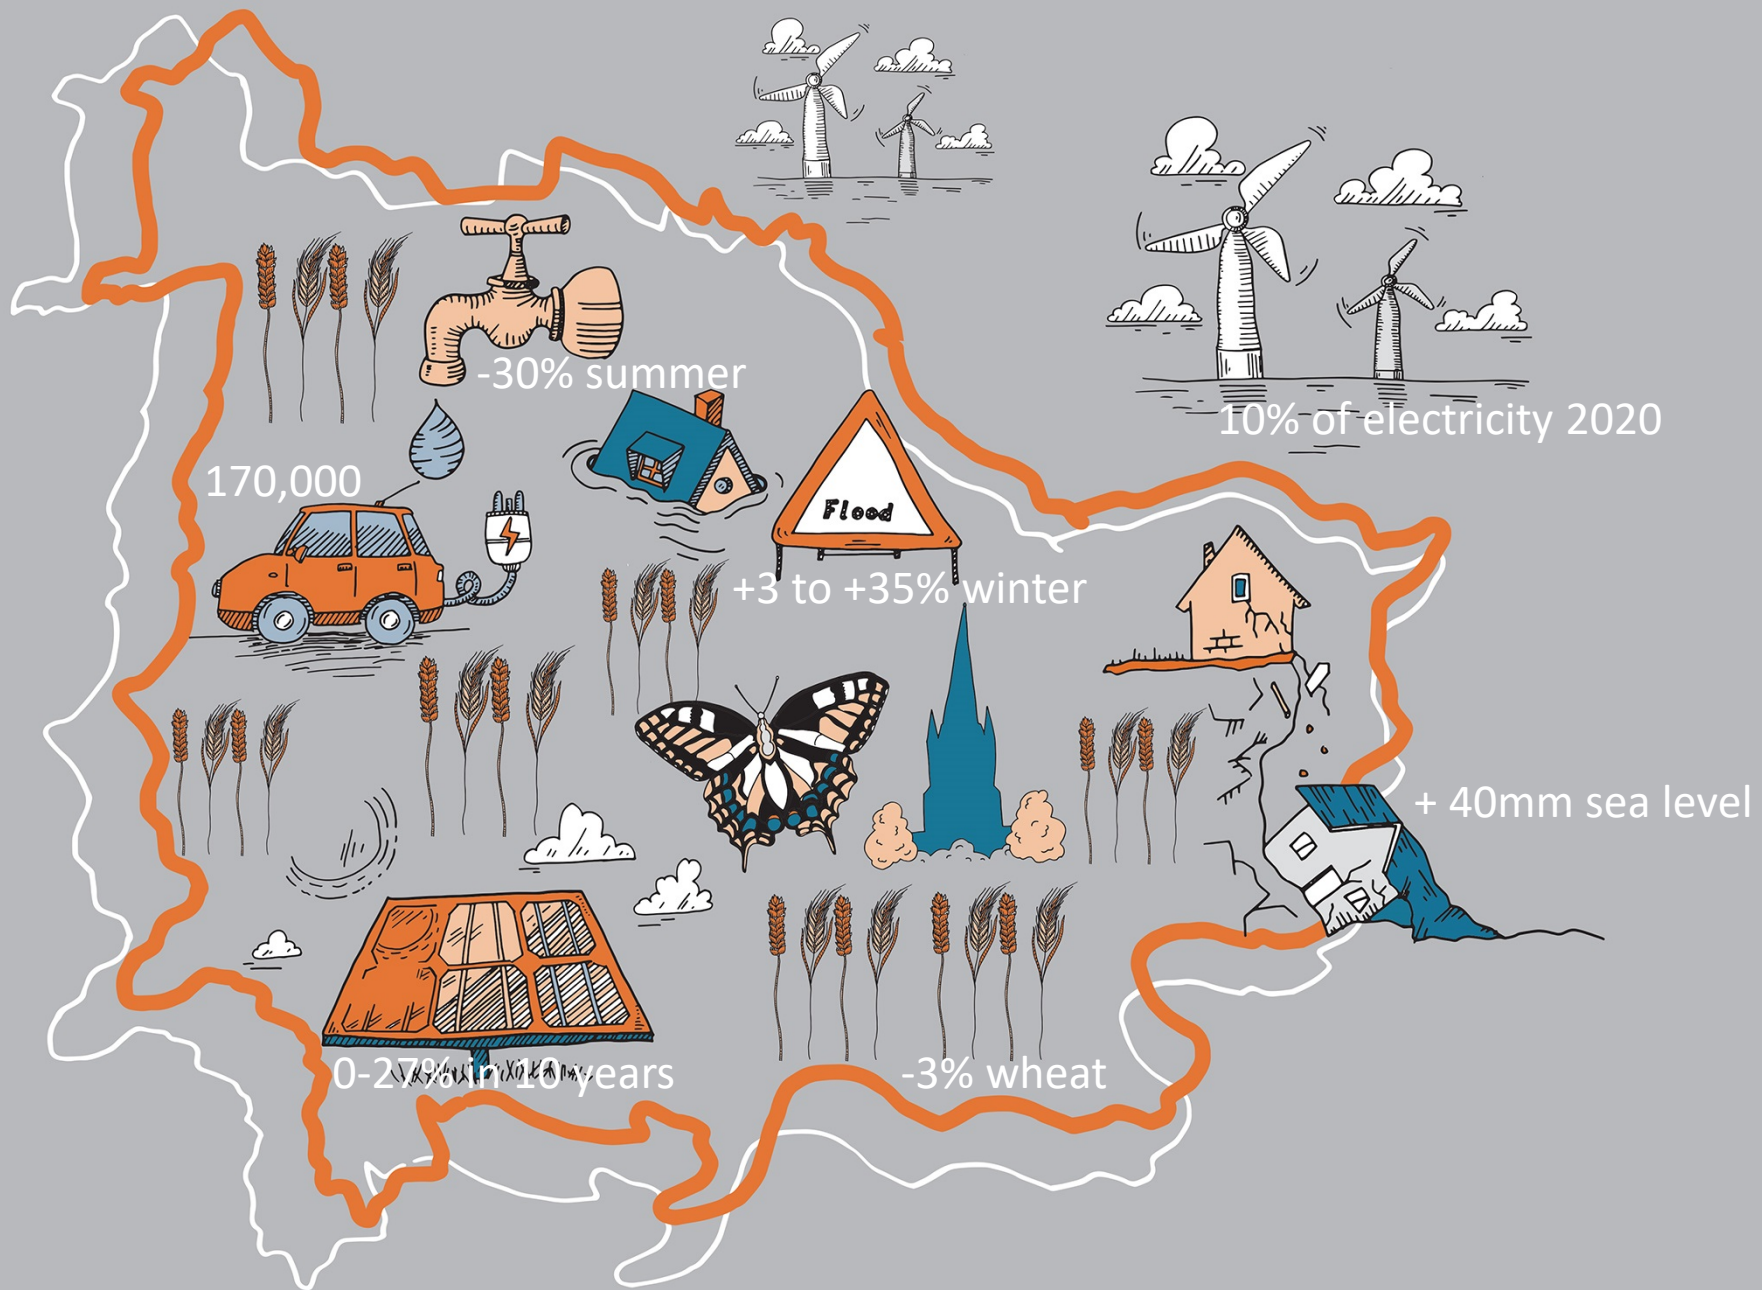 -30% summer
10% of electricity 2020
170,000
Flood
+3 to +35% winter
+ 40mm sea level
0-27% in 10 years
-3% wheat